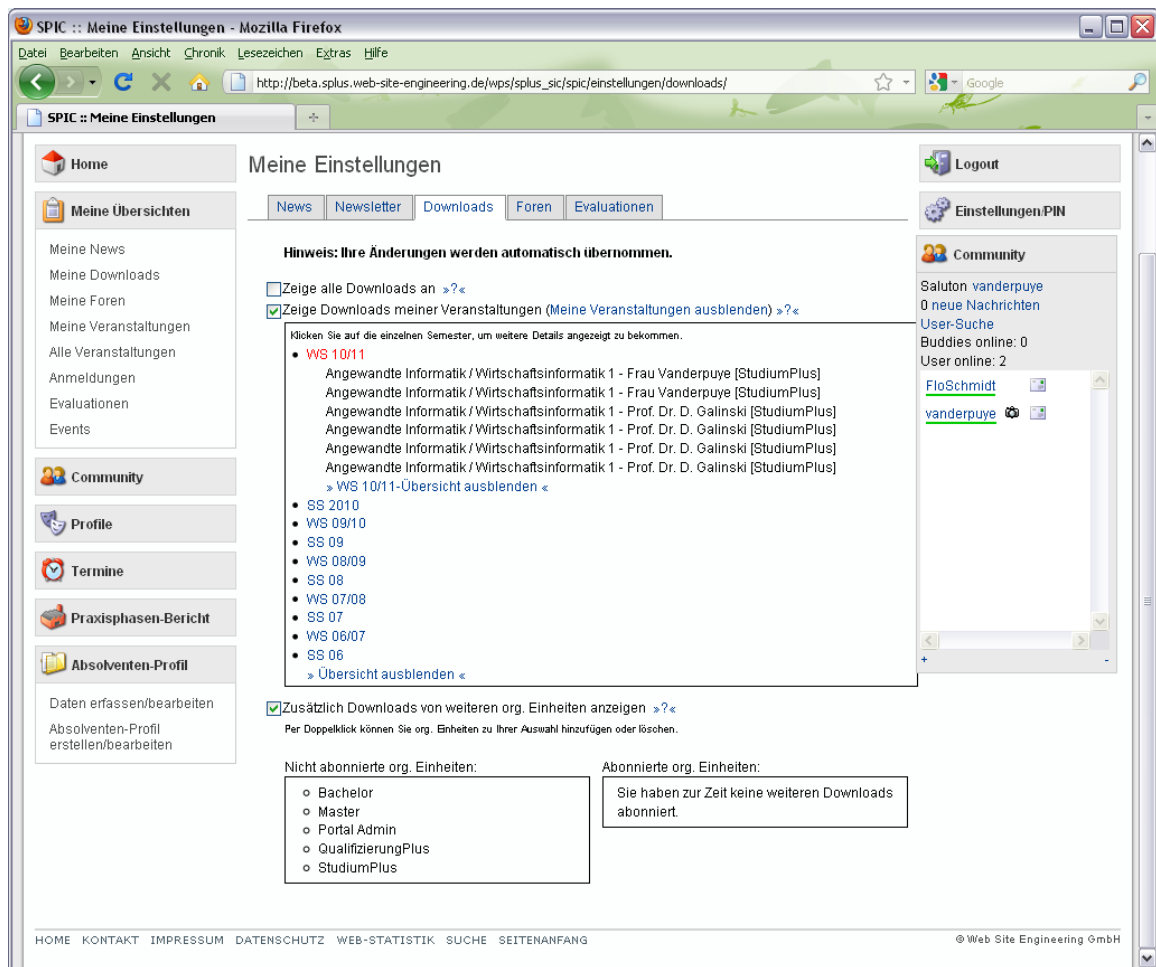 SPIC :: Meine Einstellungen - Mozilla Firefox
Datei Bearbeiten Ansicht Chronik Lesezeichen Extras Hilfe
http://beta.splus.web-site-engineering.de/wps/splus_sic/spic/einstellungen/downloads/
Google
SPIC :: Meine Einstellungen
Home
Meine Übersichten
Meine News
Meine Downloads
Meine Foren
Meine Veranstaltungen
Alle Veranstaltungen
Anmeldungen
Evaluationen
Events
Community
Profile
Termine
Praxisphasen-Bericht
Absolventen-Profil
Daten erfassen/bearbeiten
Absolventen-Profil
erstellen/bearbeiten
Meine Einstellungen
News Newsletter Downloads Foren Evaluationen
Hinweis: Ihre Änderungen werden automatisch übernommen.
Zeige alle Downloads an »?«
Zeige Downloads meiner Veranstaltungen (Meine Veranstaltungen ausblenden) »?«
Klicken Sie auf die einzelnen Semester, um weitere Details angezeigt zu bekommen.
• WS 10/11
Angewandte Informatik / Wirtschaftsinformatik 1 - Frau Vanderpuye [StudiumPlus]
Angewandte Informatik / Wirtschaftsinformatik 1 - Frau Vanderpuye [StudiumPlus]
Angewandte Informatik / Wirtschaftsinformatik 1 - Prof. Dr. D. Galinski [StudiumPlus]
Angewandte Informatik / Wirtschaftsinformatik 1 - Prof. Dr. D. Galinski [StudiumPlus]
Angewandte Informatik / Wirtschaftsinformatik 1 - Prof. Dr. D. Galinski [StudiumPlus]
Angewandte Informatik / Wirtschaftsinformatik 1 - Prof. Dr. D. Galinski [StudiumPlus]
» WS 10/11-Übersicht ausblenden «
• SS 2010
• WS 09/10
• SS 09
• WS 08/09
• SS 08
• WS 07/08
• SS 07
• WS 06/07
• SS 06
» Übersicht ausblenden «
Zusätzlich Downloads von weiteren org. Einheiten anzeigen »?«
Per Doppelklick können Sie org. Einheiten zu Ihrer Auswahl hinzufügen oder löschen.
Nicht abonnierte org. Einheiten:
Bachelor
Master
Portal Admin
QualifizierungPlus
StudiumPlus
Abonnierte org. Einheiten:
Sie haben zur Zeit keine weiteren Downloads
abonniert.
Logout
Einstellungen/PIN
Community
Saluton vanderpuye
0 neue Nachrichten
User-Suche
Buddies online: 0
User online: 2
FloSchmidt
vanderpuye
+ -
HOME KONTAKT IMPRESSUM DATENSCHUTZ WEB-STATISTIK SUCHE SEITENANFANG
© Web Site Engineering GmbH